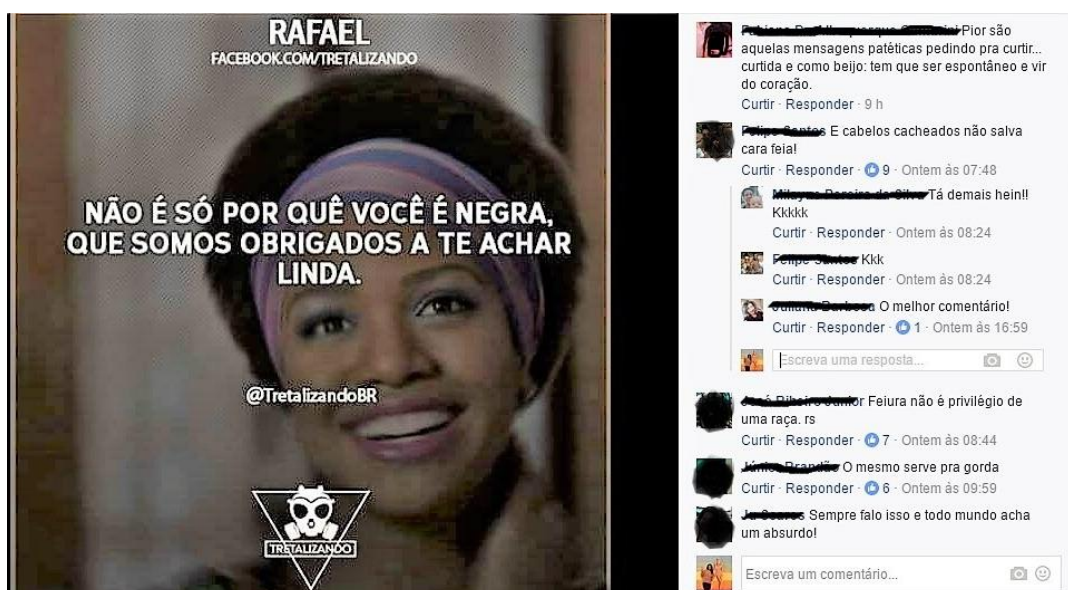 RAFAEL
FACEBOOK.COM/TRETALIZANDO
NÃO É SÓ POR QUÊ VOCÊ É NEGRA,
QUE SOMOS OBRIGADOS A TE ACHAR
LINDA.
@TretalizandoBR
TRETALIZANDO
Pior são
aquelas mensagens patéticas pedindo pra curtir...
curtida e como beijo: tem que ser espontâneo e vir
do coração.
Curtir · Responder · 9 h
E cabelos cacheados não salva
cara feia!
Curtir · Responder · 9 · Ontem às 07:48
Tá demais hein!!
Kkkkk
Curtir · Responder · Ontem às 08:24
Kkk
Curtir · Responder · Ontem às 08:24
O melhor comentário!
Curtir · Responder · 1 · Ontem às 16:59
Escreva uma resposta...
Feiura não é privilégio de
uma raça. rs
Curtir · Responder · 7 · Ontem às 08:44
O mesmo serve pra gorda
Curtir · Responder · 6 · Ontem às 09:59
Sempre falo isso e todo mundo acha
um absurdo!
Escreva um comentário...